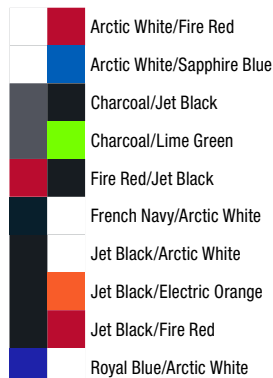 Arctic White/Fire Red
Arctic White/Sapphire Blue
Charcoal/Jet Black
Charcoal/Lime Green
Fire Red/Jet Black
French Navy/Arctic White
Jet Black/Arctic White
Jet Black/Electric Orange
Jet Black/Fire Red
Royal Blue/Arctic White